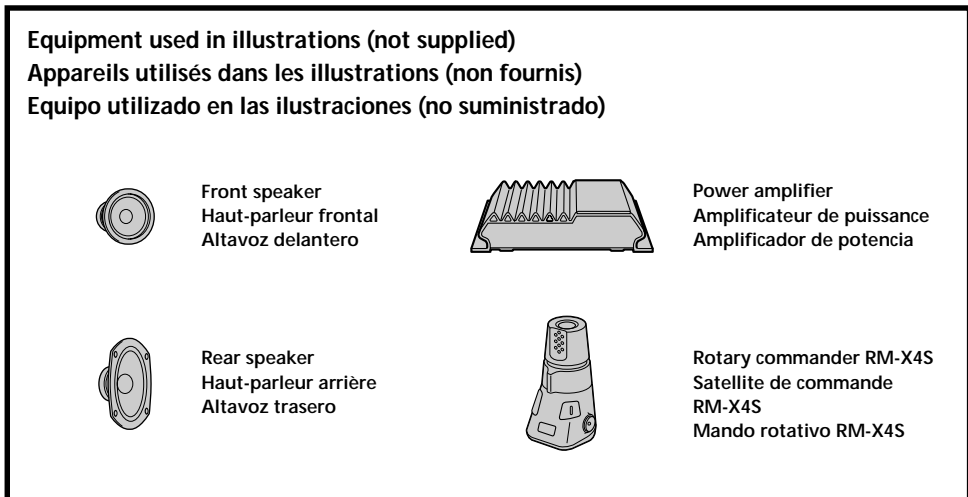 Equipment used in illustrations (not supplied)
Appareils utilisés dans les illustrations (non fournis)
Equipo utilizado en las ilustraciones (no suministrado)
Front speaker
Haut-parleur frontal
Altavoz delantero
Power amplifier
Amplificateur de puissance
Amplificador de potencia
Rear speaker
Haut-parleur arrière
Altavoz trasero
Rotary commander RM-X4S
Satellite de commande
RM-X4S
Mando rotativo RM-X4S